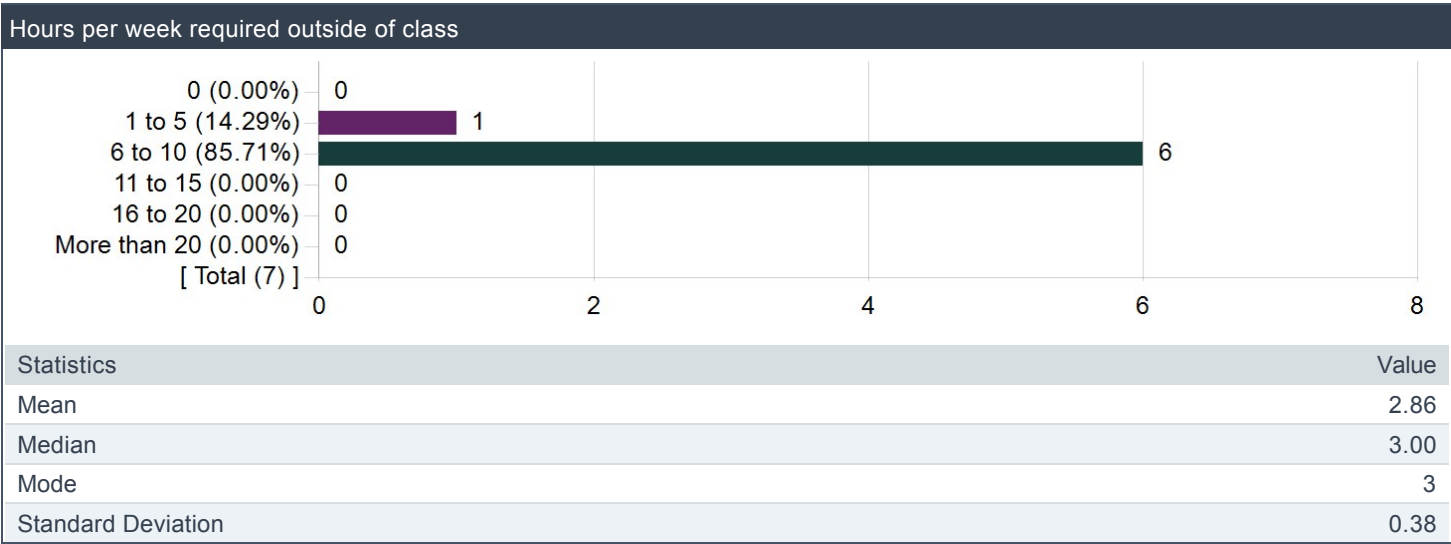 Hours per week required outside of class
0 (0.00%) 0
1 to 5 (14.29%) 1
6 to 10 (85.71%) 6
11 to 15 (0.00%) 0
16 to 20 (0.00%) 0
More than 20 (0.00%) 0
[ Total (7) ]
0 2 4 6 8
Statistics Value
Mean 2.86
Median 3.00
Mode 3
Standard Deviation 0.38